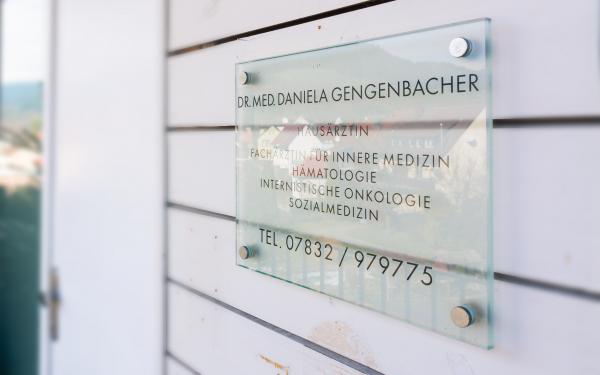 DR. MED. DANIELA GENGENBACHER
HAUSÄRZTIN
FACHÄRZTIN FÜR INNERE MEDIZIN
HÄMATOLOGIE
INTERNISTISCHE ONKOLOGIE
SOZIALMEDIZIN
TEL. 07832 / 979775